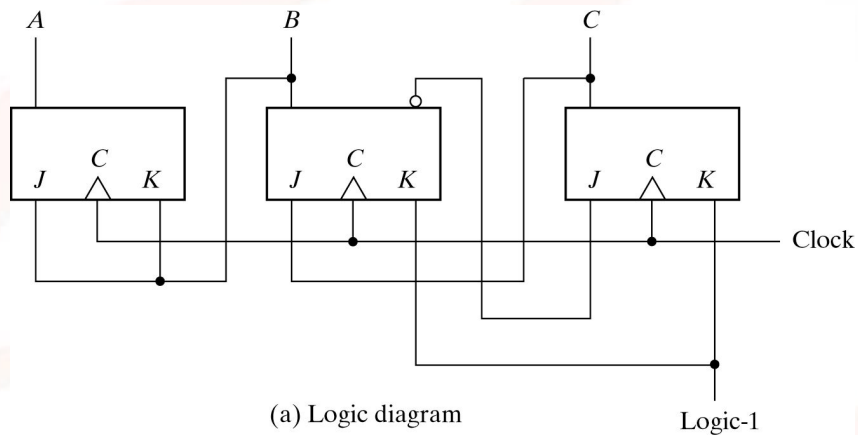 A B C
J C K J C K J C K
Clock
(a) Logic diagram
Logic-1